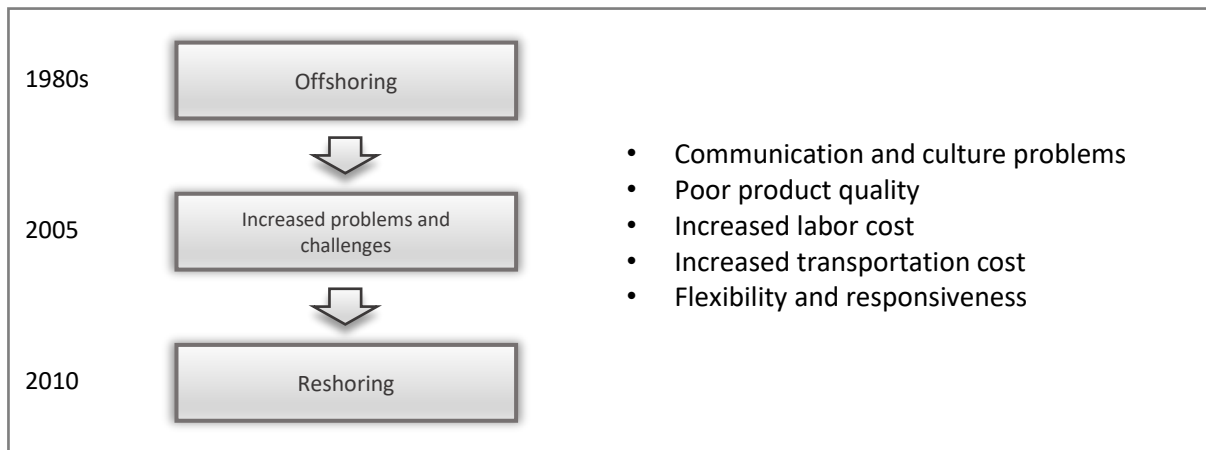 1980s
Offshoring
2005
Increased problems and
challenges
2010
Reshoring
• Communication and culture problems
• Poor product quality
• Increased labor cost
• Increased transportation cost
• Flexibility and responsiveness